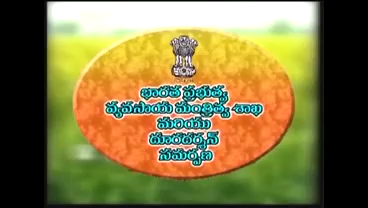 భారత ప్రభుత్వ
వ్యవసాయ మంత్రిత్వ శాఖ
మరియు
దూరదర్శన్
సమర్పణ